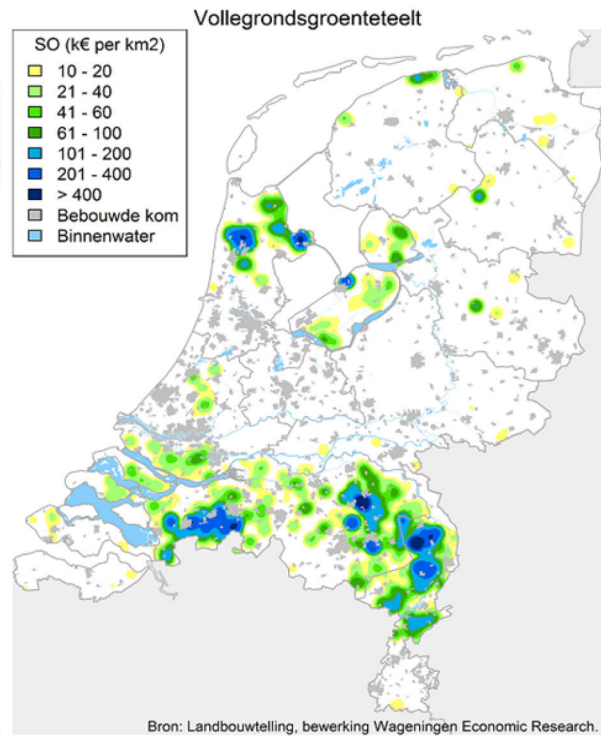 Vollegrondsgroenteteelt
SO (k€ per km2)
10 - 20
21 - 40
41 - 60
61 - 100
101 - 200
201 - 400
> 400
Bebouwde kom
Binnenwater
Bron: Landbouwtelling, bewerking Wageningen Economic Research.